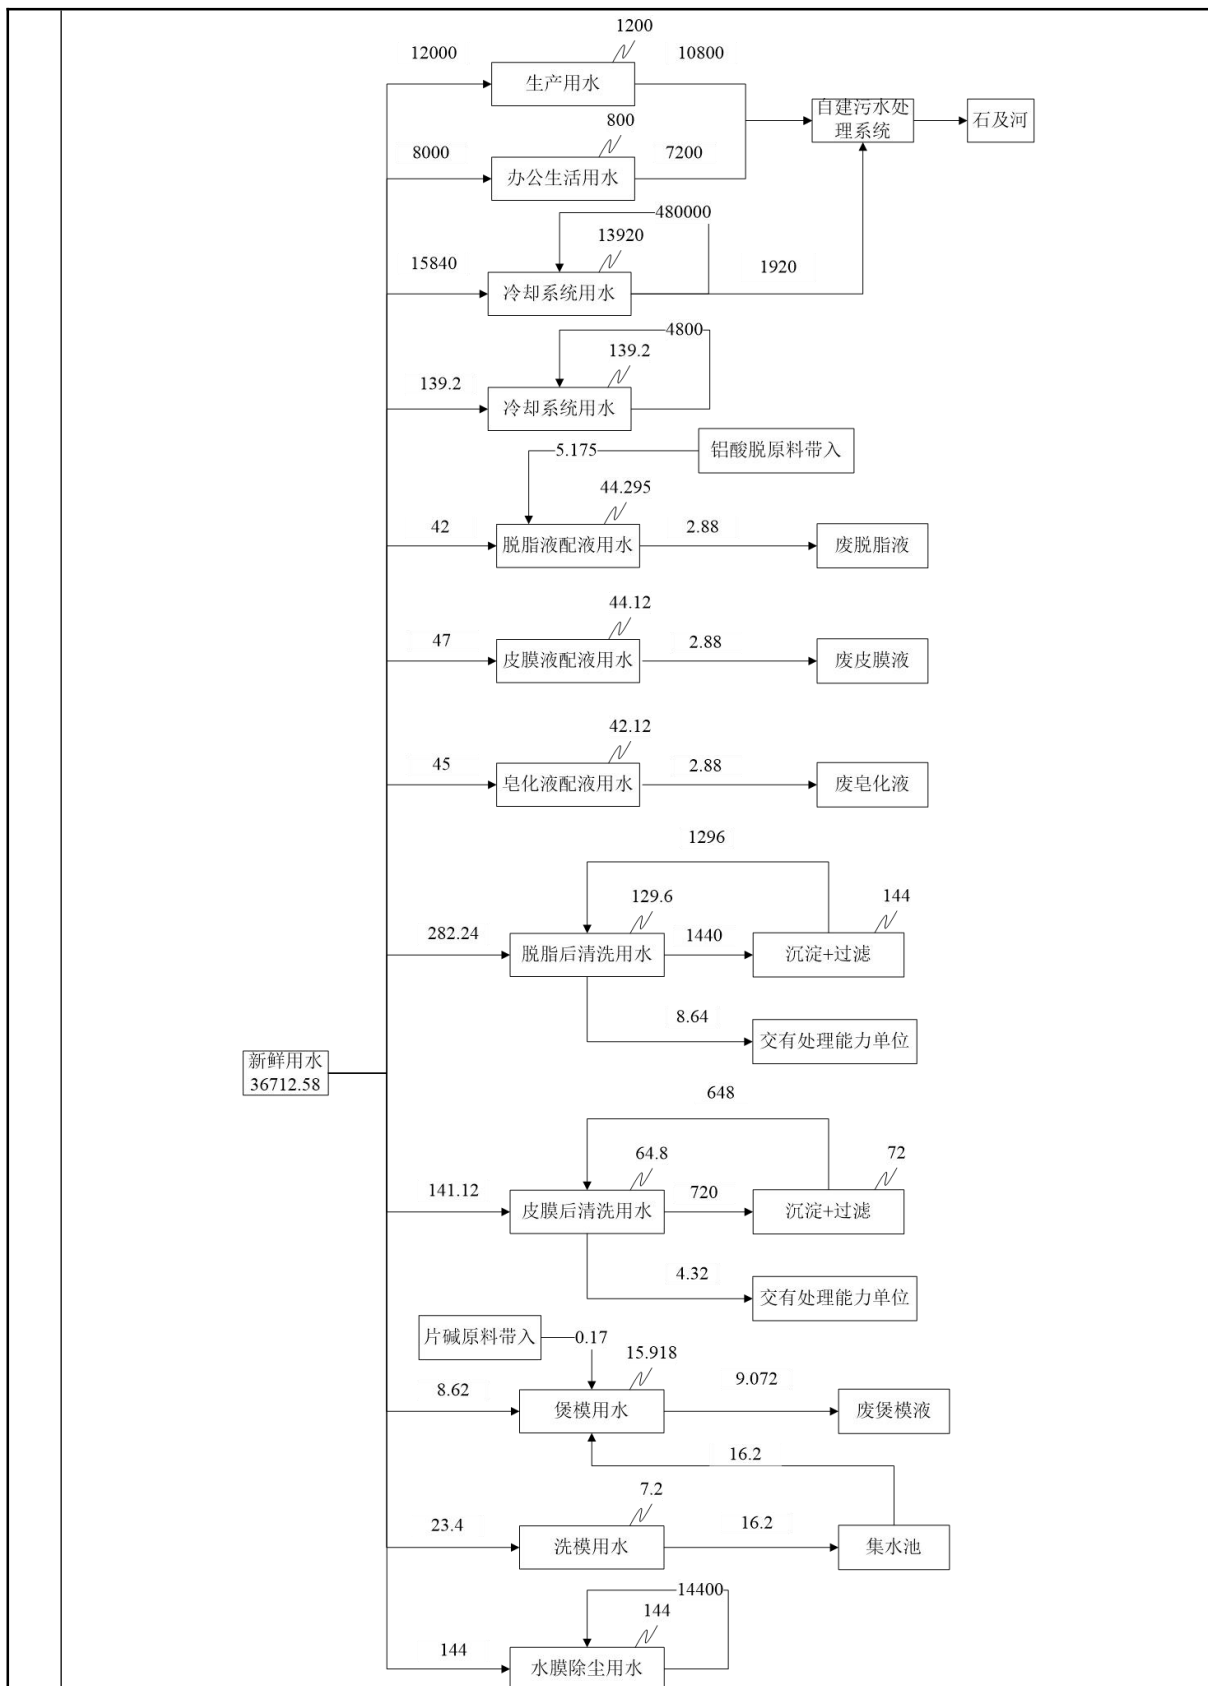 1200
12000
10800
生产用水
自建污水处理系统
石及河
800
8000
7200
办公生活用水
480000
13920
15840
1920
冷却系统用水
4800
139.2
139.2
冷却系统用水
5.175
铝酸脱原料带入
44.295
42
2.88
脱脂液配液用水
废脱脂液
44.12
47
2.88
皮膜液配液用水
废皮膜液
42.12
45
2.88
皂化液配液用水
废皂化液
1296
129.6
144
282.24
1440
脱脂后清洗用水
沉淀+过滤
8.64
交有处理能力单位
新鲜用水
36712.58
648
64.8
72
141.12
720
皮膜后清洗用水
沉淀+过滤
4.32
交有处理能力单位
片碱原料带入
0.17
15.918
8.62
9.072
煲模用水
废煲模液
16.2
7.2
23.4
16.2
洗模用水
集水池
14400
144
144
水膜除尘用水